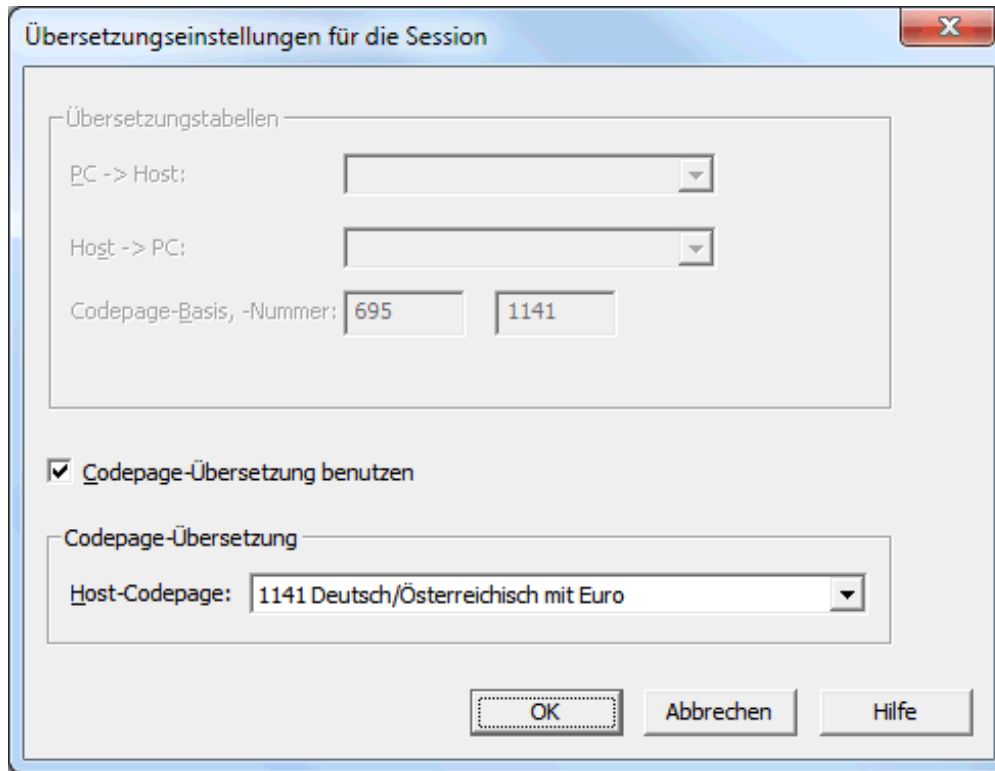 Übersetzungseinstellungen für die Session
Übersetzungstabellen
PC -> Host:
Host -> PC:
Codepage-Basis, -Nummer: 695 1141
Codepage-Übersetzung benutzen
Codepage-Übersetzung
Host-Codepage: 1141 Deutsch/Österreichisch mit Euro
OK Abbrechen Hilfe